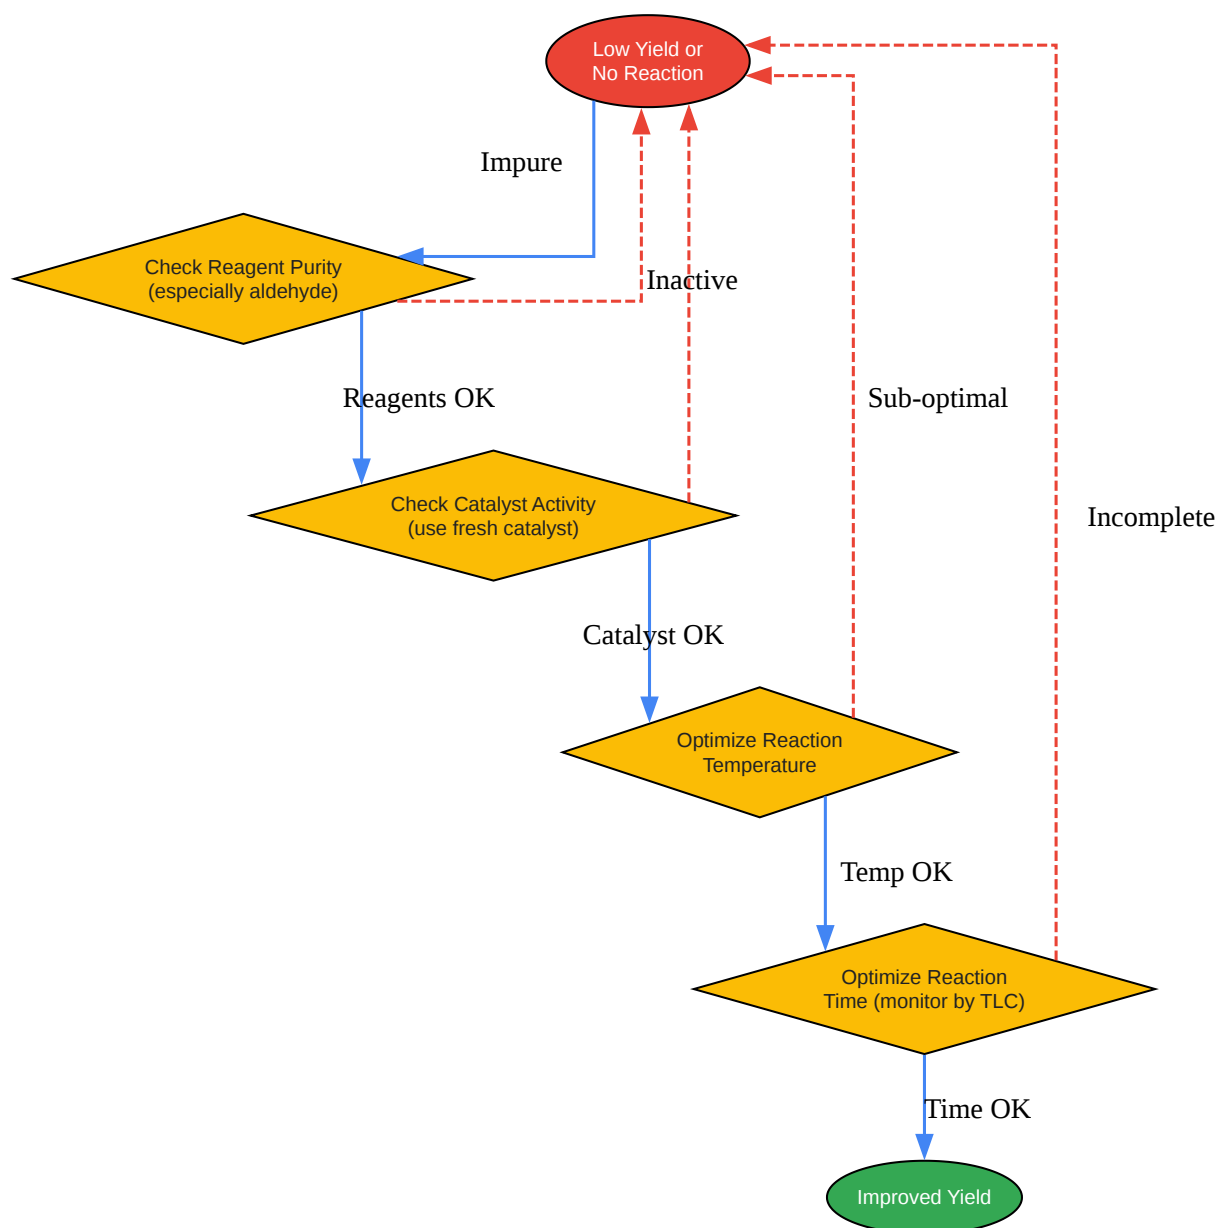 Low Yield or
No Reaction
Impure
Check Reagent Purity
(especially aldehyde)
Inactive
Reagents OK
Sub-optimal
Check Catalyst Activity
(use fresh catalyst)
Incomplete
Catalyst OK
Optimize Reaction
Temperature
Temp OK
Optimize Reaction
Time (monitor by TLC)
Time OK
Improved Yield